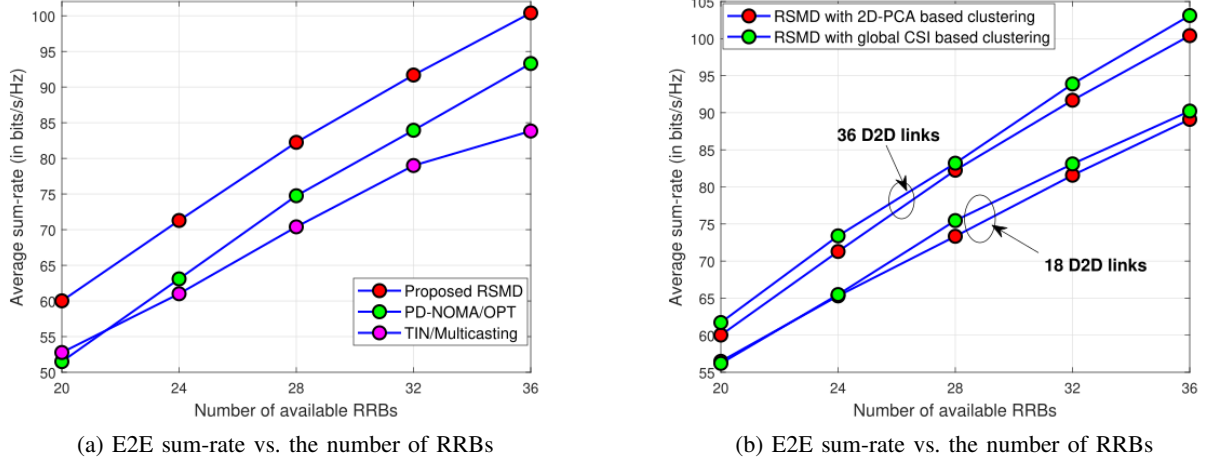 100
95
90
85
80
75
70
65
60
55
50
20
24
28
32
36
Average sum-rate (in bits/s/Hz)
Number of available RRBs
Proposed RSMD
PD-NOMA/OPT
TIN/Multicasting
(a) E2E sum-rate vs. the number of RRBs
105
100
95
90
85
80
75
70
65
60
55
20
24
28
32
36
Average sum-rate (in bits/s/Hz)
Number of available RRBs
RSMD with 2D-PCA based clustering
RSMD with global CSI based clustering
36 D2D links
18 D2D links
(b) E2E sum-rate vs. the number of RRBs